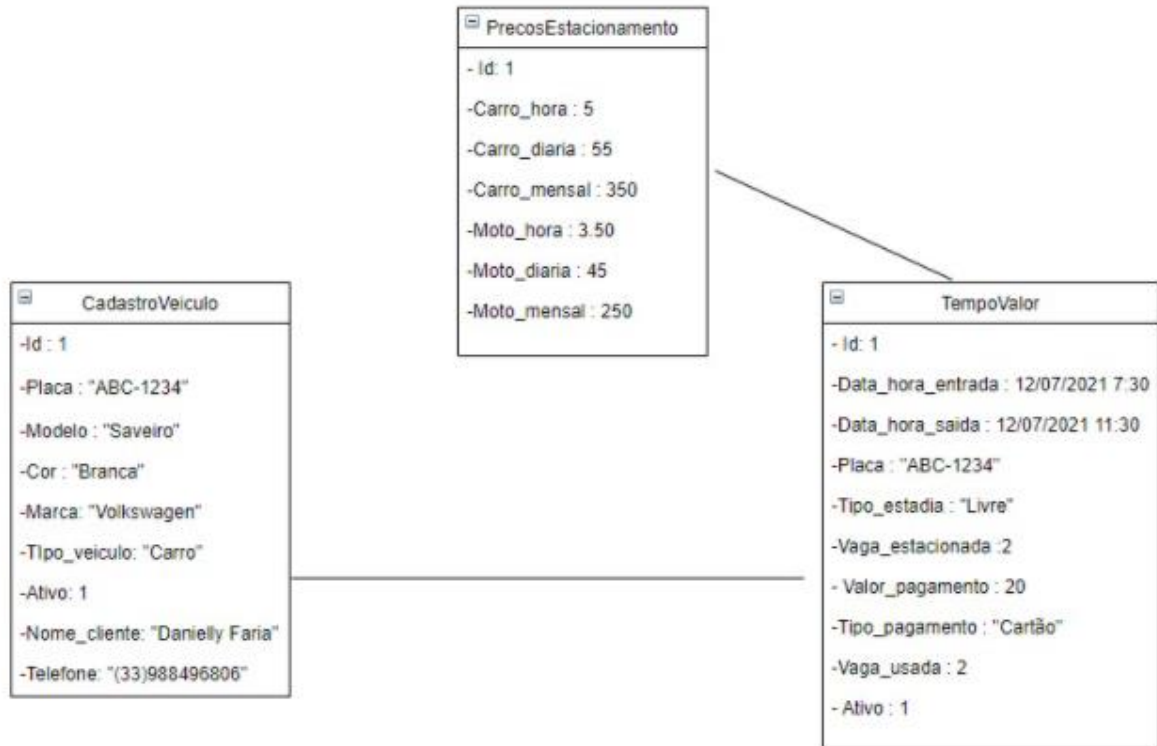 PrecosEstacionamento
- Id: 1
-Carro_hora : 5
-Carro_diaria : 55
-Carro_mensal : 350
-Moto_hora : 3.50
-Moto_diaria : 45
-Moto_mensal : 250
CadastroVeiculo
-Id : 1
-Placa : "ABC-1234"
-Modelo : "Saveiro"
-Cor : "Branca"
-Marca: "Volkswagen"
-TIpo_veiculo: "Carro"
-Ativo: 1
-Nome_cliente: "Danielly Faria"
-Telefone: "(33)988496806"
TempoValor
- Id: 1
-Data_hora_entrada : 12/07/2021 7:30
-Data_hora_saida : 12/07/2021 11:30
-Placa : "ABC-1234"
-Tipo_estadia : "Livre"
-Vaga_estacionada :2
- Valor_pagamento : 20
-Tipo_pagamento : "Cartão"
-Vaga_usada : 2
- Ativo : 1